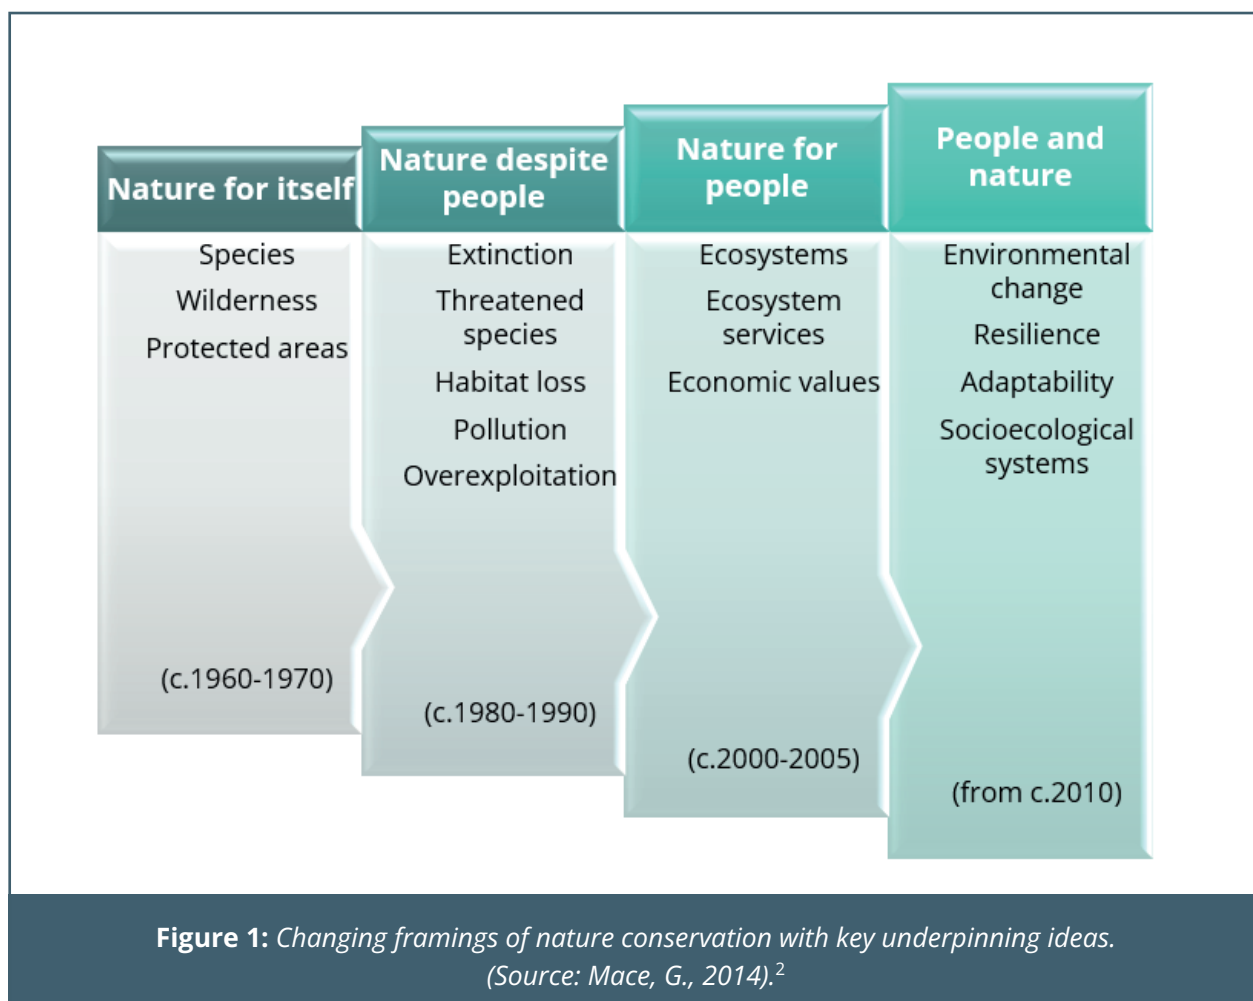 Nature for itself
Species
Wilderness
Protected areas
(c.1960-1970)
Nature despite
people
Extinction
Threatened
species
Habitat loss
Pollution
Overexploitation
(c.1980-1990)
Nature for
people
Ecosystems
Ecosystem
services
Economic values
(c.2000-2005)
People and
nature
Environmental
change
Resilience
Adaptability
Socioecological
systems
(from c.2010)
Figure 1: Changing framings of nature conservation with key underpinning ideas.
(Source: Mace, G., 2014).²